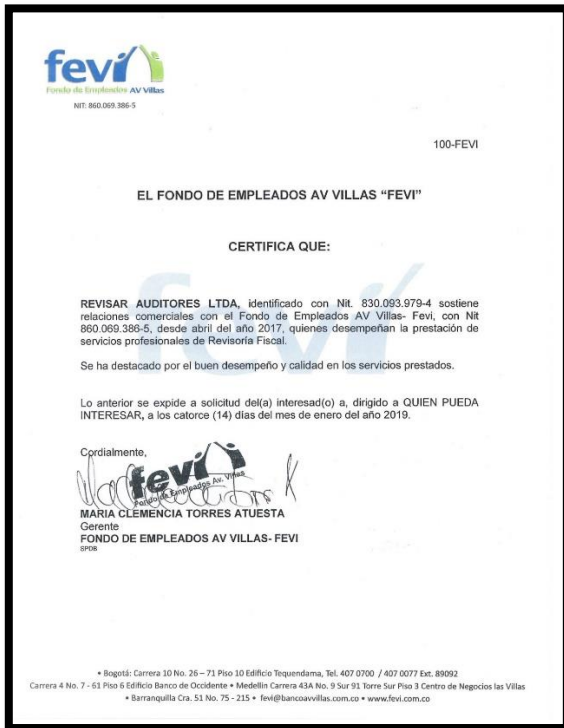 fevi
Fondo de Empleados AV Villas
NIT: 860.069.386-5
100-FEVI
EL FONDO DE EMPLEADOS AV VILLAS “FEVI”
CERTIFICA QUE:
fevi
REVISAR AUDITORES LTDA, identificado con Nit. 830.093.979-4 sostiene
relaciones comerciales con el Fondo de Empleados AV Villas- Fevi, con Nit
860.069.386-5, desde abril del año 2017, quienes desempeñan la prestación de
servicios profesionales de Revisoría Fiscal.
Se ha destacado por el buen desempeño y calidad en los servicios prestados.
Lo anterior se expide a solicitud del(a) interesad(o) a, dirigido a QUIEN PUEDA
INTERESAR, a los catorce (14) días del mes de enero del año 2019.
Cordialmente,
fevi
Fondo de Empleados Av. Villas
MARIA CLEMENCIA TORRES ATUESTA
Gerente
FONDO DE EMPLEADOS AV VILLAS- FEVI
SPDB
• Bogotá: Carrera 10 No. 26 – 71 Piso 10 Edificio Tequendama, Tel. 407 0700 / 407 0077 Ext. 89092
Carrera 4 No. 7 - 61 Piso 6 Edificio Banco de Occidente • Medellin Carrera 43A No. 9 Sur 91 Torre Sur Piso 3 Centro de Negocios las Villas
• Barranquilla Cra. 51 No. 75 - 215 • fevi@bancoavvillas.com.co • www.fevi.com.co